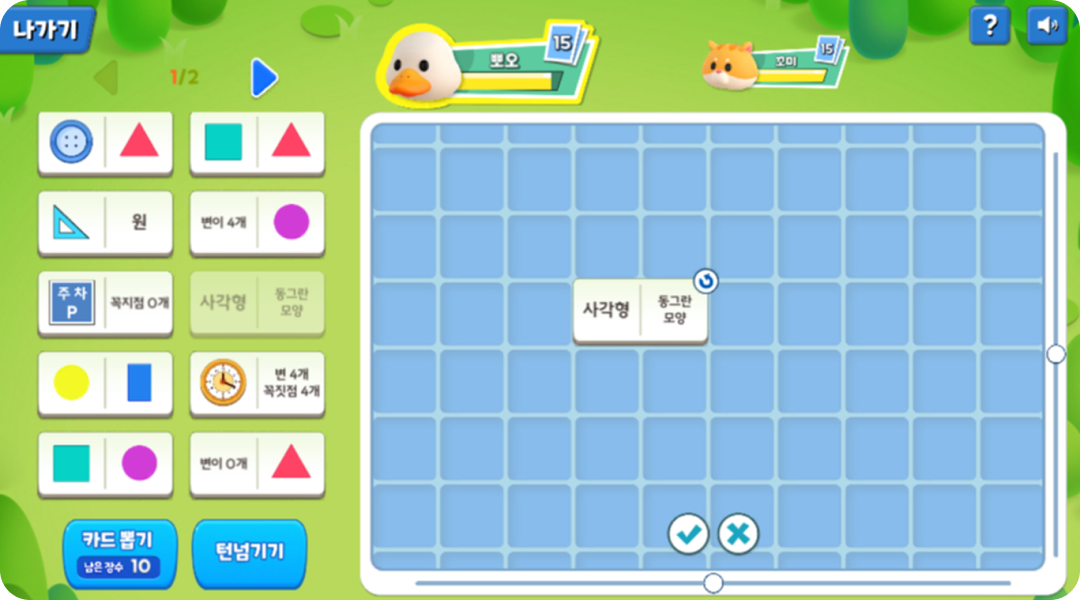 나가기
1/2
뽀오
15
꼬미
15
?
원
변이 4개
주차
P
꼭지점 0개
사각형
동그란
모양
변 4개
꼭짓점 4개
변이 0개
사각형
동그란
모양
카드 뽑기
남은 장수 10
턴넘기기